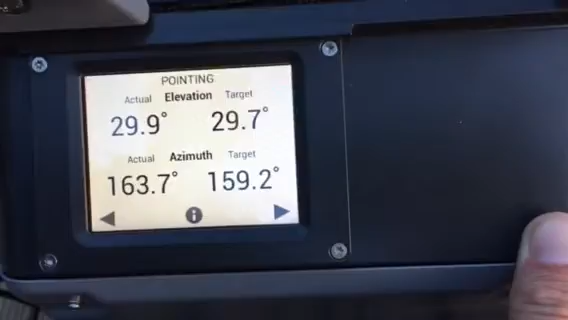 POINTING
Actual Elevation Target
29.9° 29.7°
Actual Azimuth Target
163.7° 159.2°
i